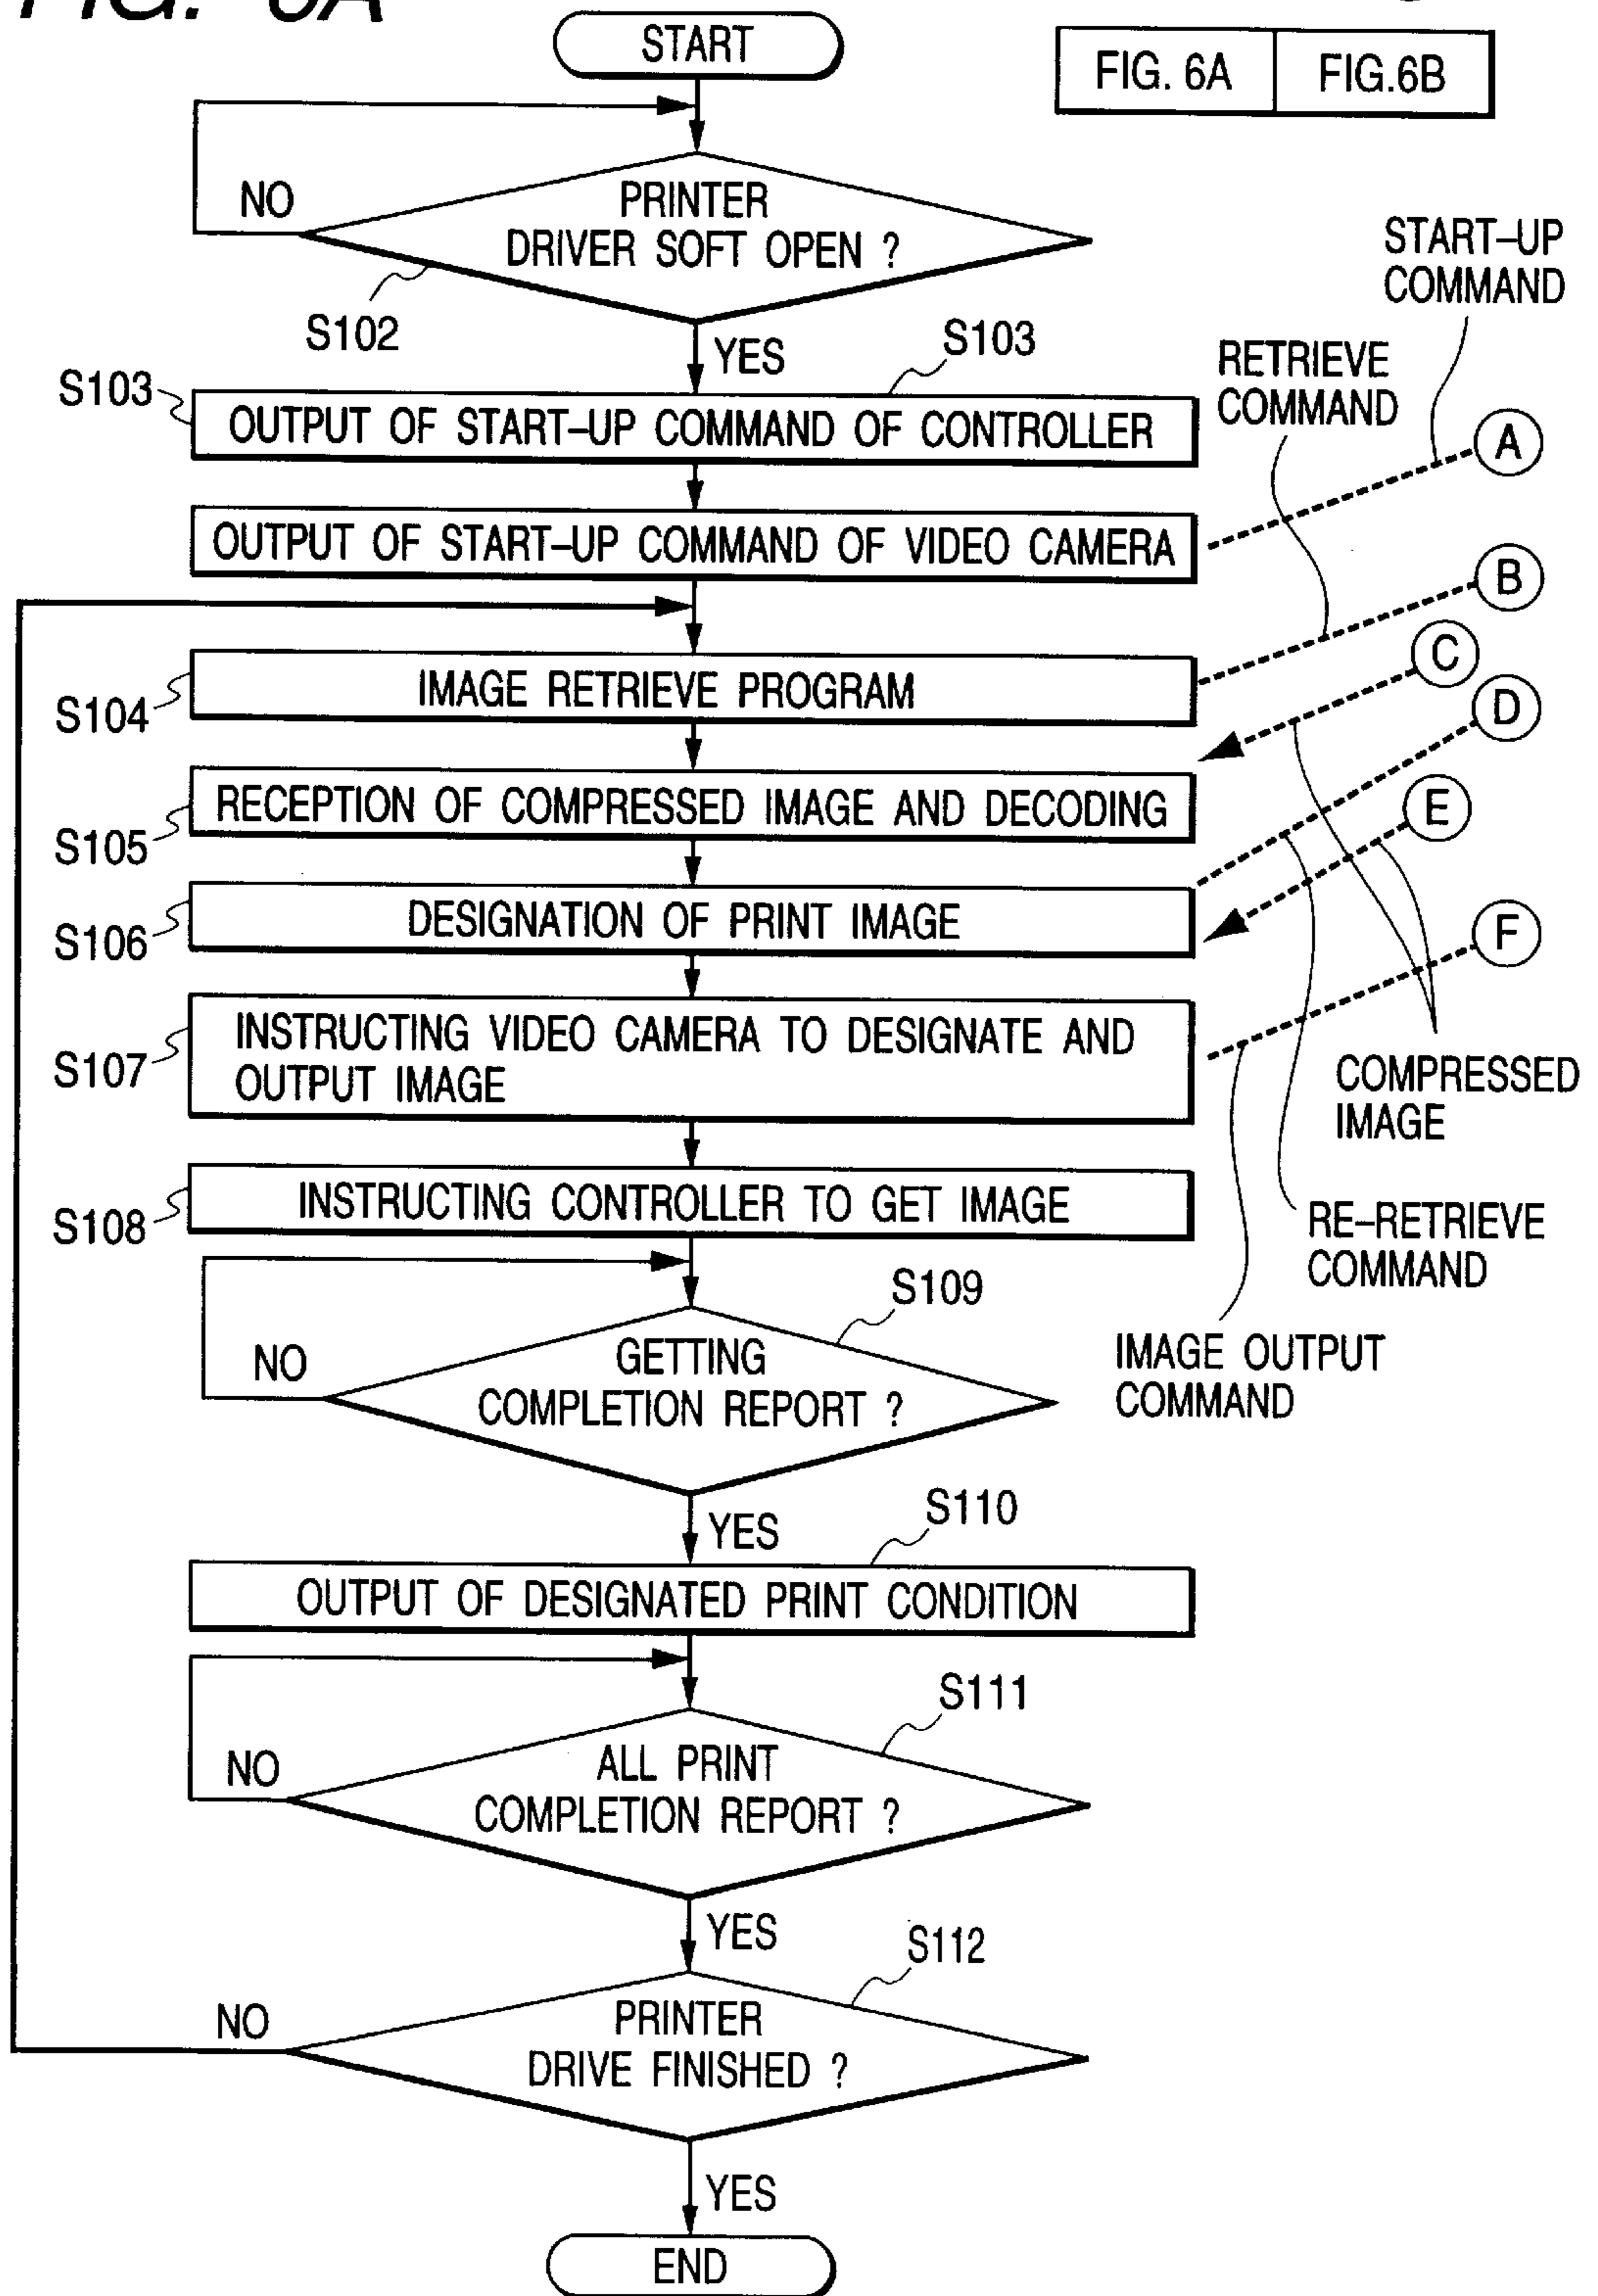 FIG. 6A
FIG. 6A FIG.6B
START
NO
PRINTER
DRIVER SOFT OPEN ?
S102
YES
S103
S103
OUTPUT OF START-UP COMMAND OF CONTROLLER
OUTPUT OF START-UP COMMAND OF VIDEO CAMERA
START-UP
COMMAND
RETRIEVE
COMMAND
A
B
C
D
E
F
S104
IMAGE RETRIEVE PROGRAM
S105
RECEPTION OF COMPRESSED IMAGE AND DECODING
S106
DESIGNATION OF PRINT IMAGE
S107
INSTRUCTING VIDEO CAMERA TO DESIGNATE AND
OUTPUT IMAGE
COMPRESSED
IMAGE
S108
INSTRUCTING CONTROLLER TO GET IMAGE
RE-RETRIEVE
COMMAND
IMAGE OUTPUT
COMMAND
S109
NO
GETTING
COMPLETION REPORT ?
YES
S110
OUTPUT OF DESIGNATED PRINT CONDITION
S111
NO
ALL PRINT
COMPLETION REPORT ?
YES
S112
NO
PRINTER
DRIVE FINISHED ?
YES
END